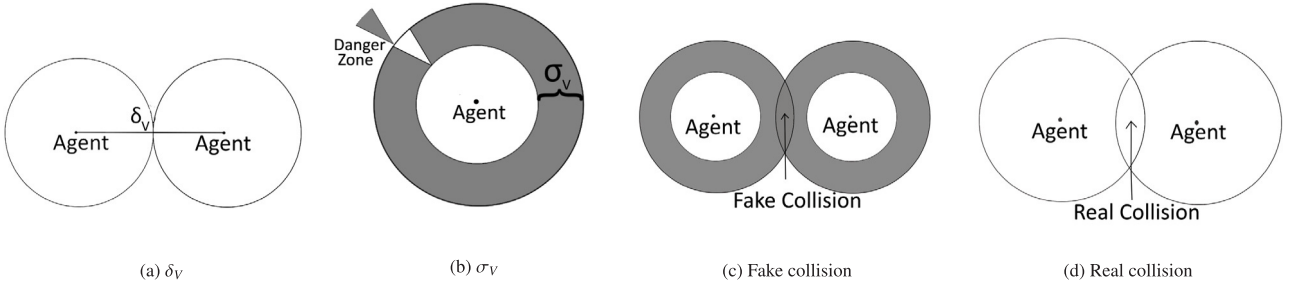 δV
Agent
Agent
(a) δV
Danger
Zone
σV
Agent
(b) σV
Agent
Agent
Fake Collision
(c) Fake collision
Agent
Agent
Real Collision
(d) Real collision